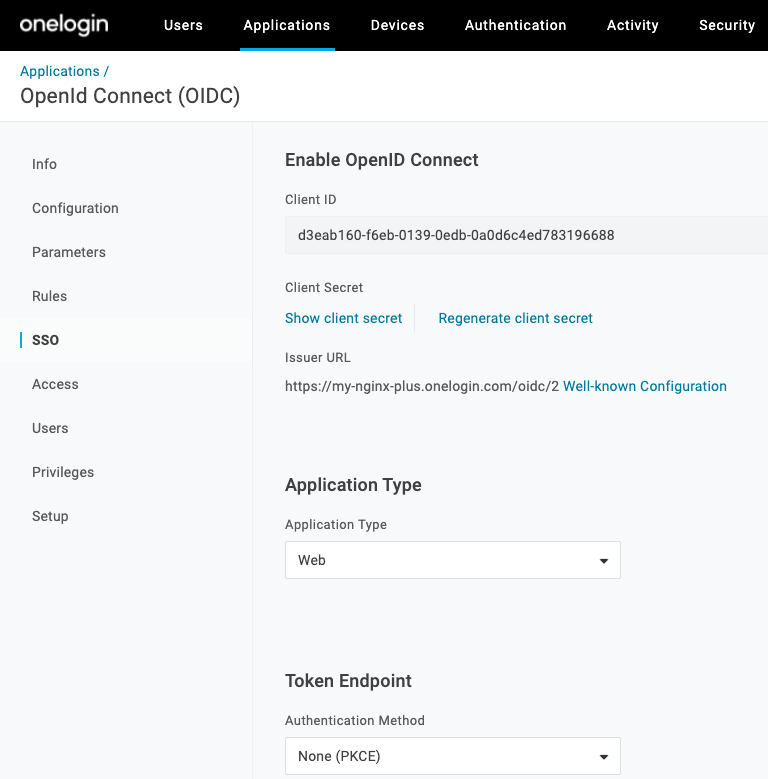 onelogin Users Applications Devices Authentication Activity Security
Applications /
OpenId Connect (OIDC)
Info
Configuration
Parameters
Rules
SSO
Access
Users
Privileges
Setup
Enable OpenID Connect
Client ID
d3eab160-f6eb-0139-0edb-0a0d6c4ed783196688
Client Secret
Show client secret Regenerate client secret
Issuer URL
https://my-nginx-plus.onelogin.com/oidc/2 Well-known Configuration
Application Type
Application Type
Web
Token Endpoint
Authentication Method
None (PKCE)